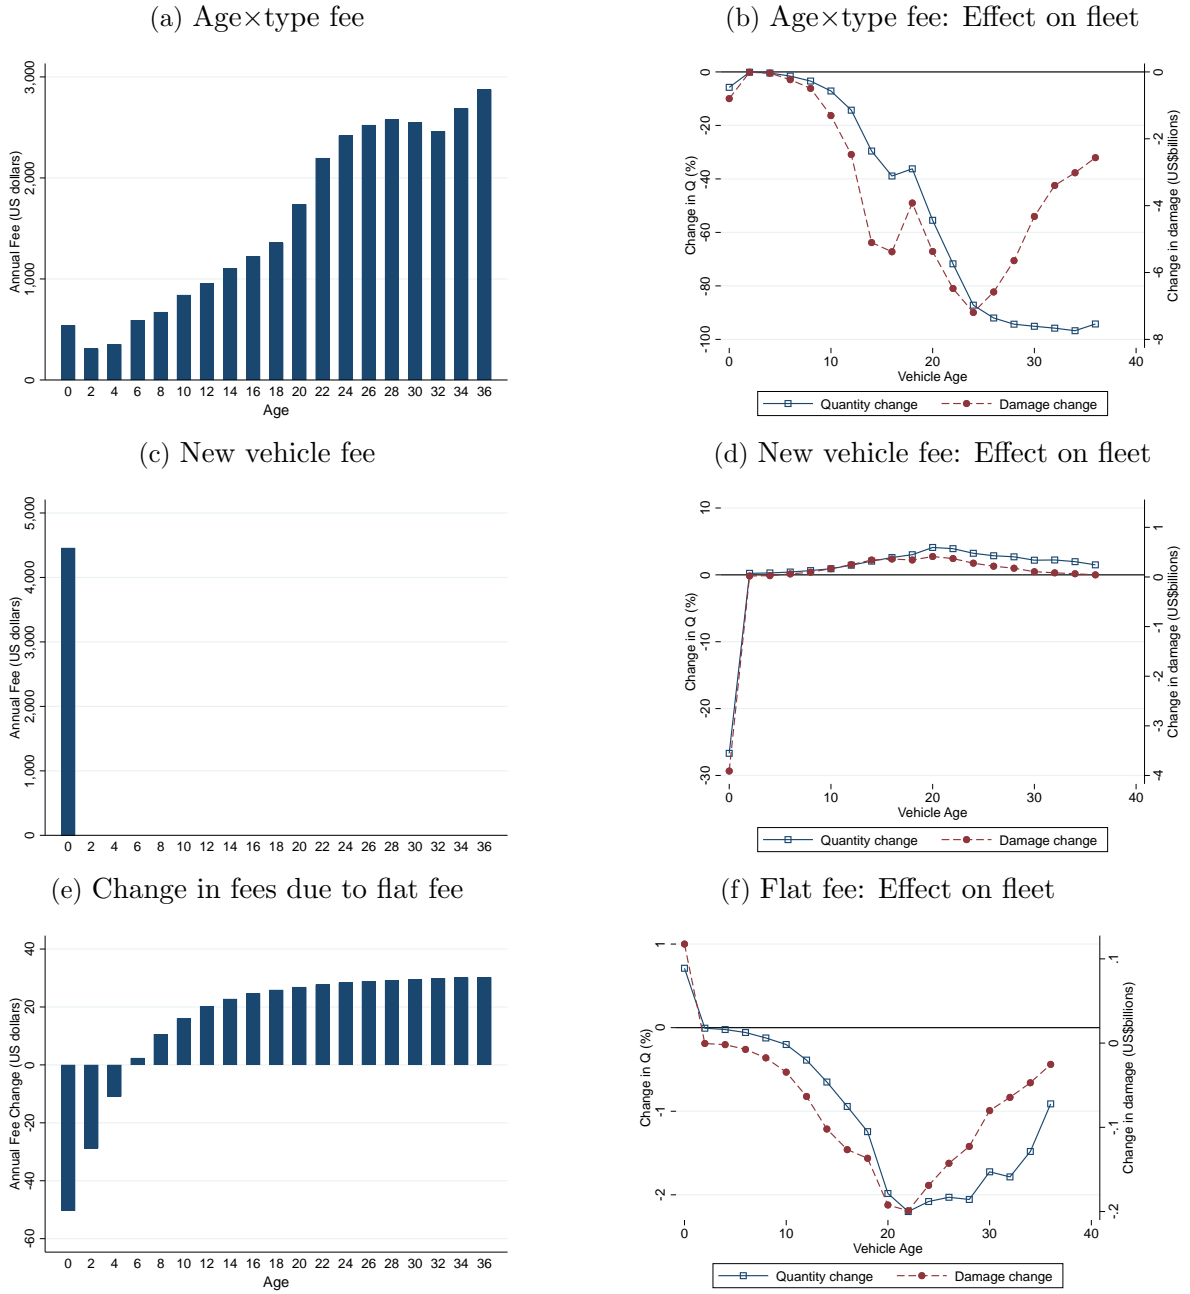 (a) Age×type fee
Annual Fee (US dollars)
3,000
2,000
1,000
0
0 2 4 6 8 10 12 14 16 18 20 22 24 26 28 30 32 34 36
Age
(b) Age×type fee: Effect on fleet
Change in Q (%)
0
-20
-40
-60
-80
-100
Change in damage (US$billions)
0
-2
-4
-6
-8
0 10 20 30 40
Vehicle Age
Quantity change Damage change
(c) New vehicle fee
Annual Fee (US dollars)
5,000
4,000
3,000
2,000
1,000
0
0 2 4 6 8 10 12 14 16 18 20 22 24 26 28 30 32 34 36
(d) New vehicle fee: Effect on fleet
Change in Q (%)
10
0
-10
-20
-30
Change in damage (US$billions)
1
0
-1
-2
-3
-4
0 10 20 30 40
Vehicle Age
Quantity change Damage change
(e) Change in fees due to flat fee
Annual Fee Change (US dollars)
40
20
0
-20
-40
-60
0 2 4 6 8 10 12 14 16 18 20 22 24 26 28 30 32 34 36
Age
(f) Flat fee: Effect on fleet
Change in Q (%)
1
0
-1
-2
Change in damage (US$billions)
.1
0
-.1
-.2
0 10 20 30 40
Vehicle Age
Quantity change Damage change